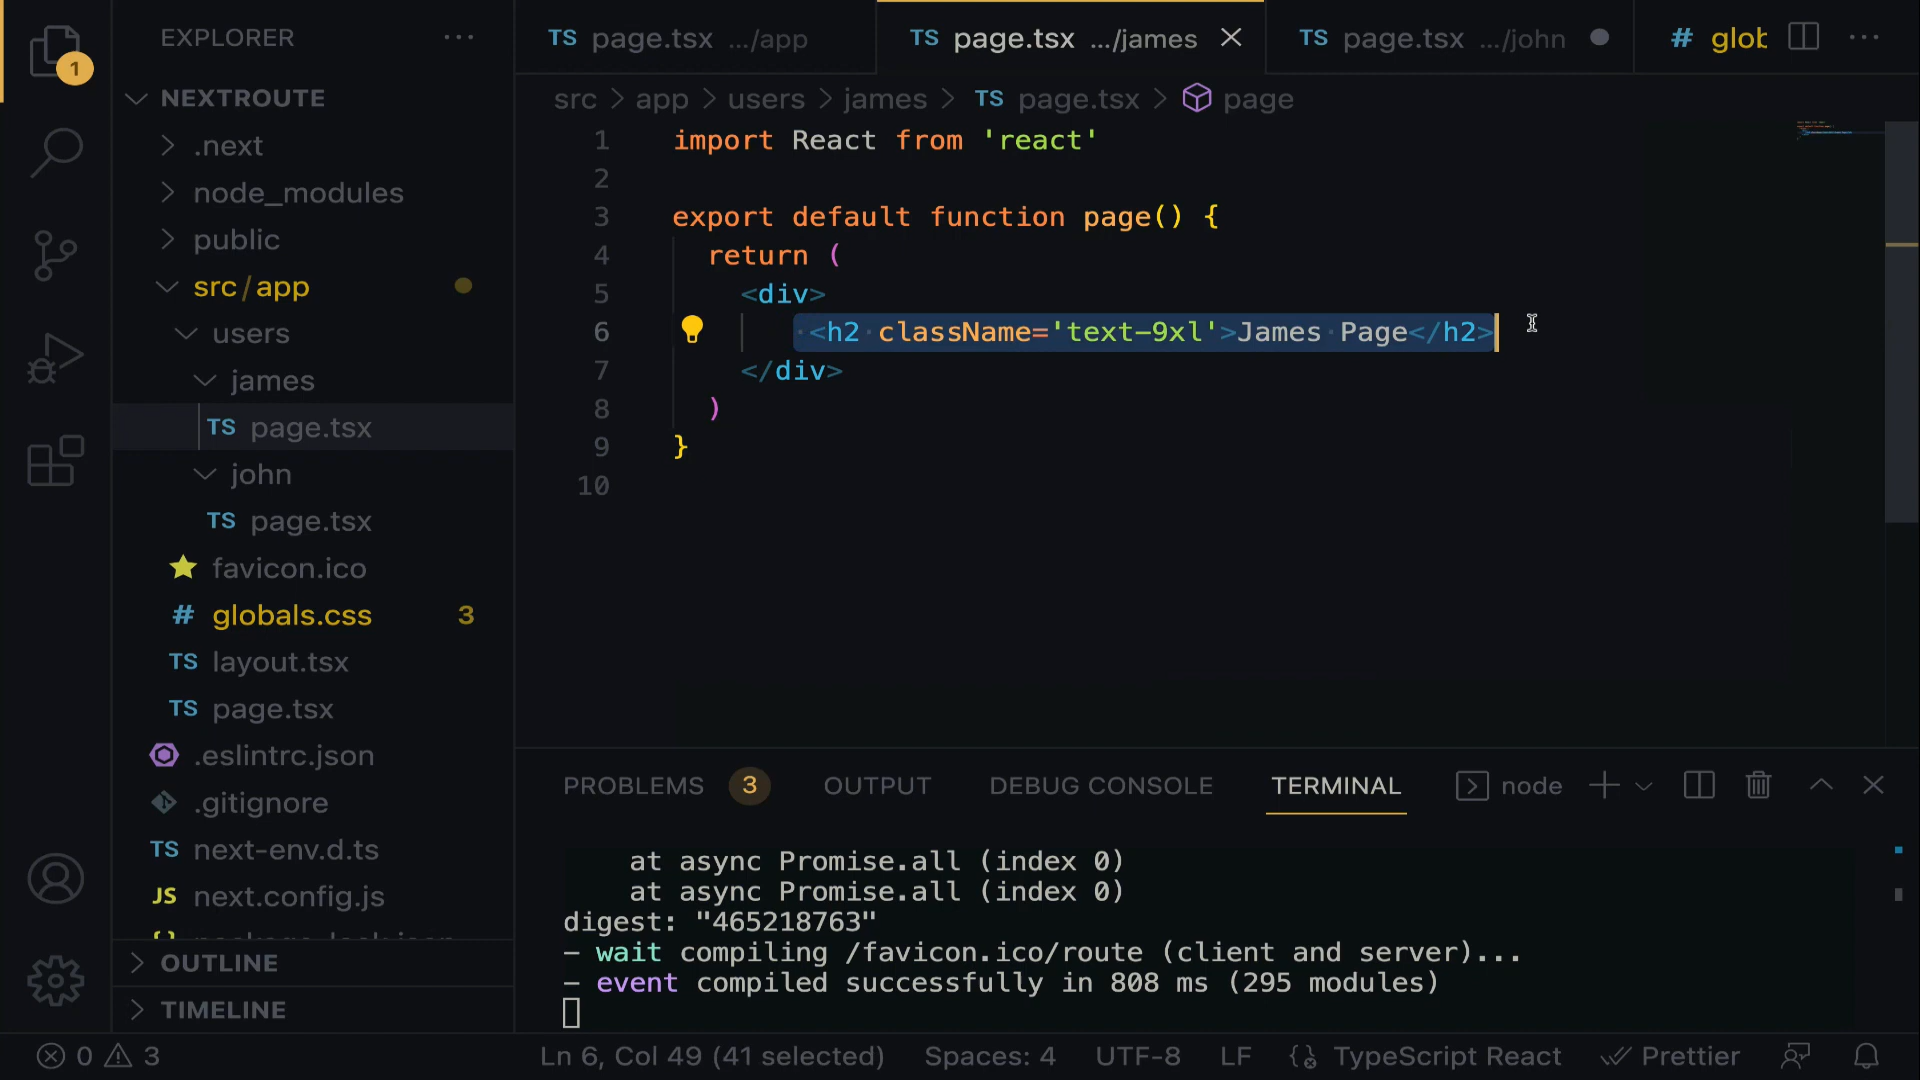 1
EXPLORER
NEXTROUTE
.next
node_modules
public
src/app
users
james
TS page.tsx
john
TS page.tsx
favicon.ico
# globals.css 3
TS layout.tsx
TS page.tsx
.eslintrc.json
.gitignore
TS next-env.d.ts
JS next.config.js
OUTLINE
TIMELINE
TS page.tsx .../app
TS page.tsx .../james
TS page.tsx .../john
# glob
src > app > users > james > TS page.tsx > page
1 import React from 'react'
2
3 export default function page() {
4 return (
5 <div>
6 <h2 className='text-9xl'>James Page</h2>
7 </div>
8 )
9 }
10
PROBLEMS 3 OUTPUT DEBUG CONSOLE TERMINAL node
at async Promise.all (index 0)
at async Promise.all (index 0)
digest: "465218763"
- wait compiling /favicon.ico/route (client and server)...
- event compiled successfully in 808 ms (295 modules)
0 3 Ln 6, Col 49 (41 selected) Spaces: 4 UTF-8 LF TypeScript React Prettier